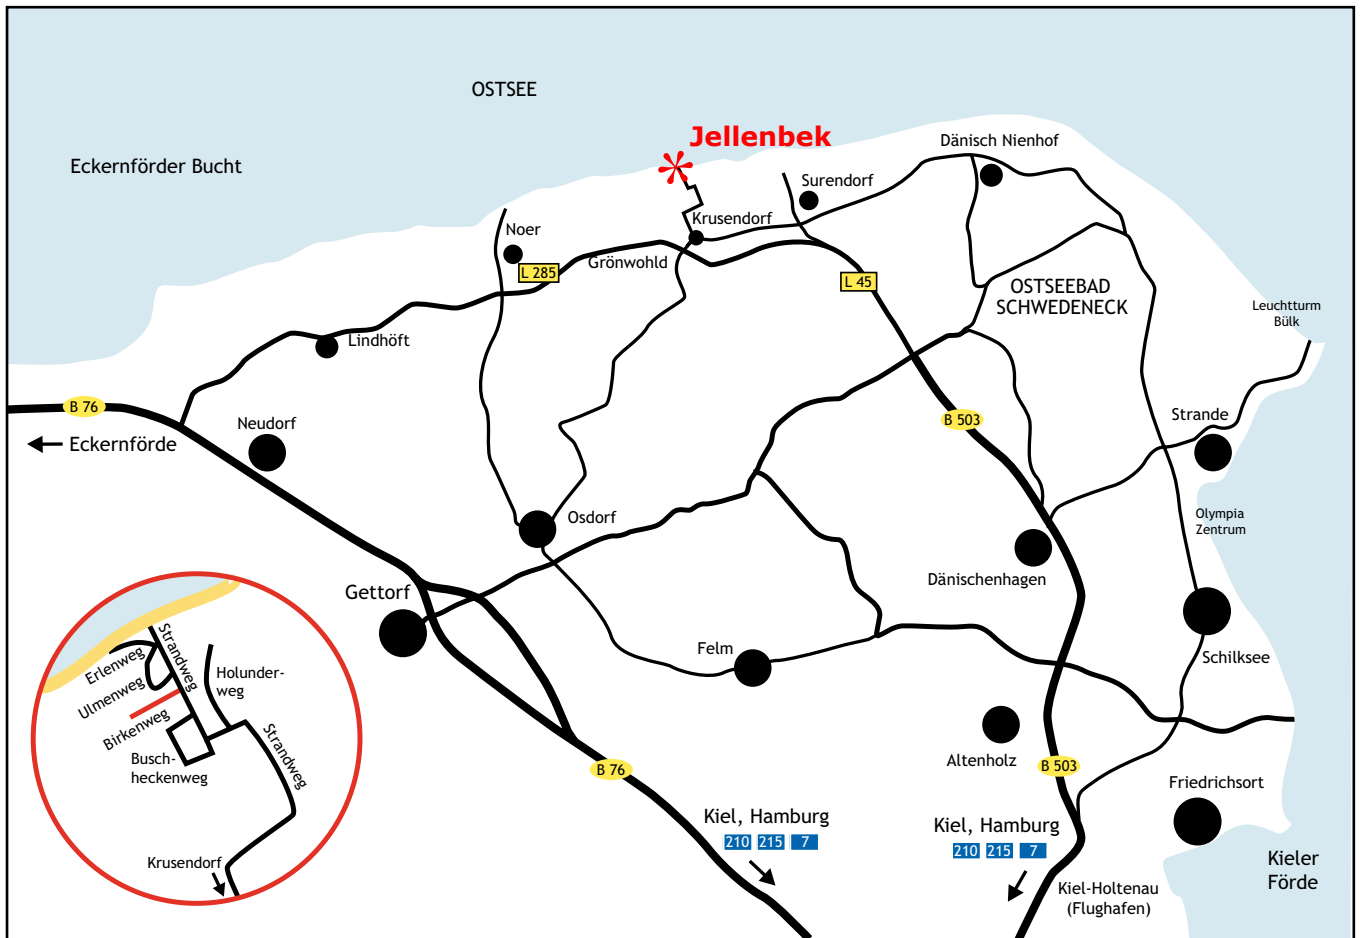 OSTSEE
Jellenbek
Dänisch Nienhof
Eckernförder Bucht
Surendorf
Krusendorf
Noer
Grönwohld
L 285
L 45
OSTSEEBAD
SCHWEDENECK
Leuchtturm
Bülk
Lindhöft
B 76
Neudorf
Eckernförde
B 503
Strande
Osdorf
Olympia
Zentrum
Dänischenhagen
Gettorf
Felm
Schilksee
Erlenweg
Strandweg
Ulmenweg
Holunder-
weg
Birkenweg
Busch-
heckenweg
Strandweg
Krusendorf
B 76
Altenholz
B 503
Friedrichsort
Kiel, Hamburg
210 215 7
Kiel, Hamburg
210 215 7
Kieler
Förde
Kiel-Holtenau
(Flughafen)